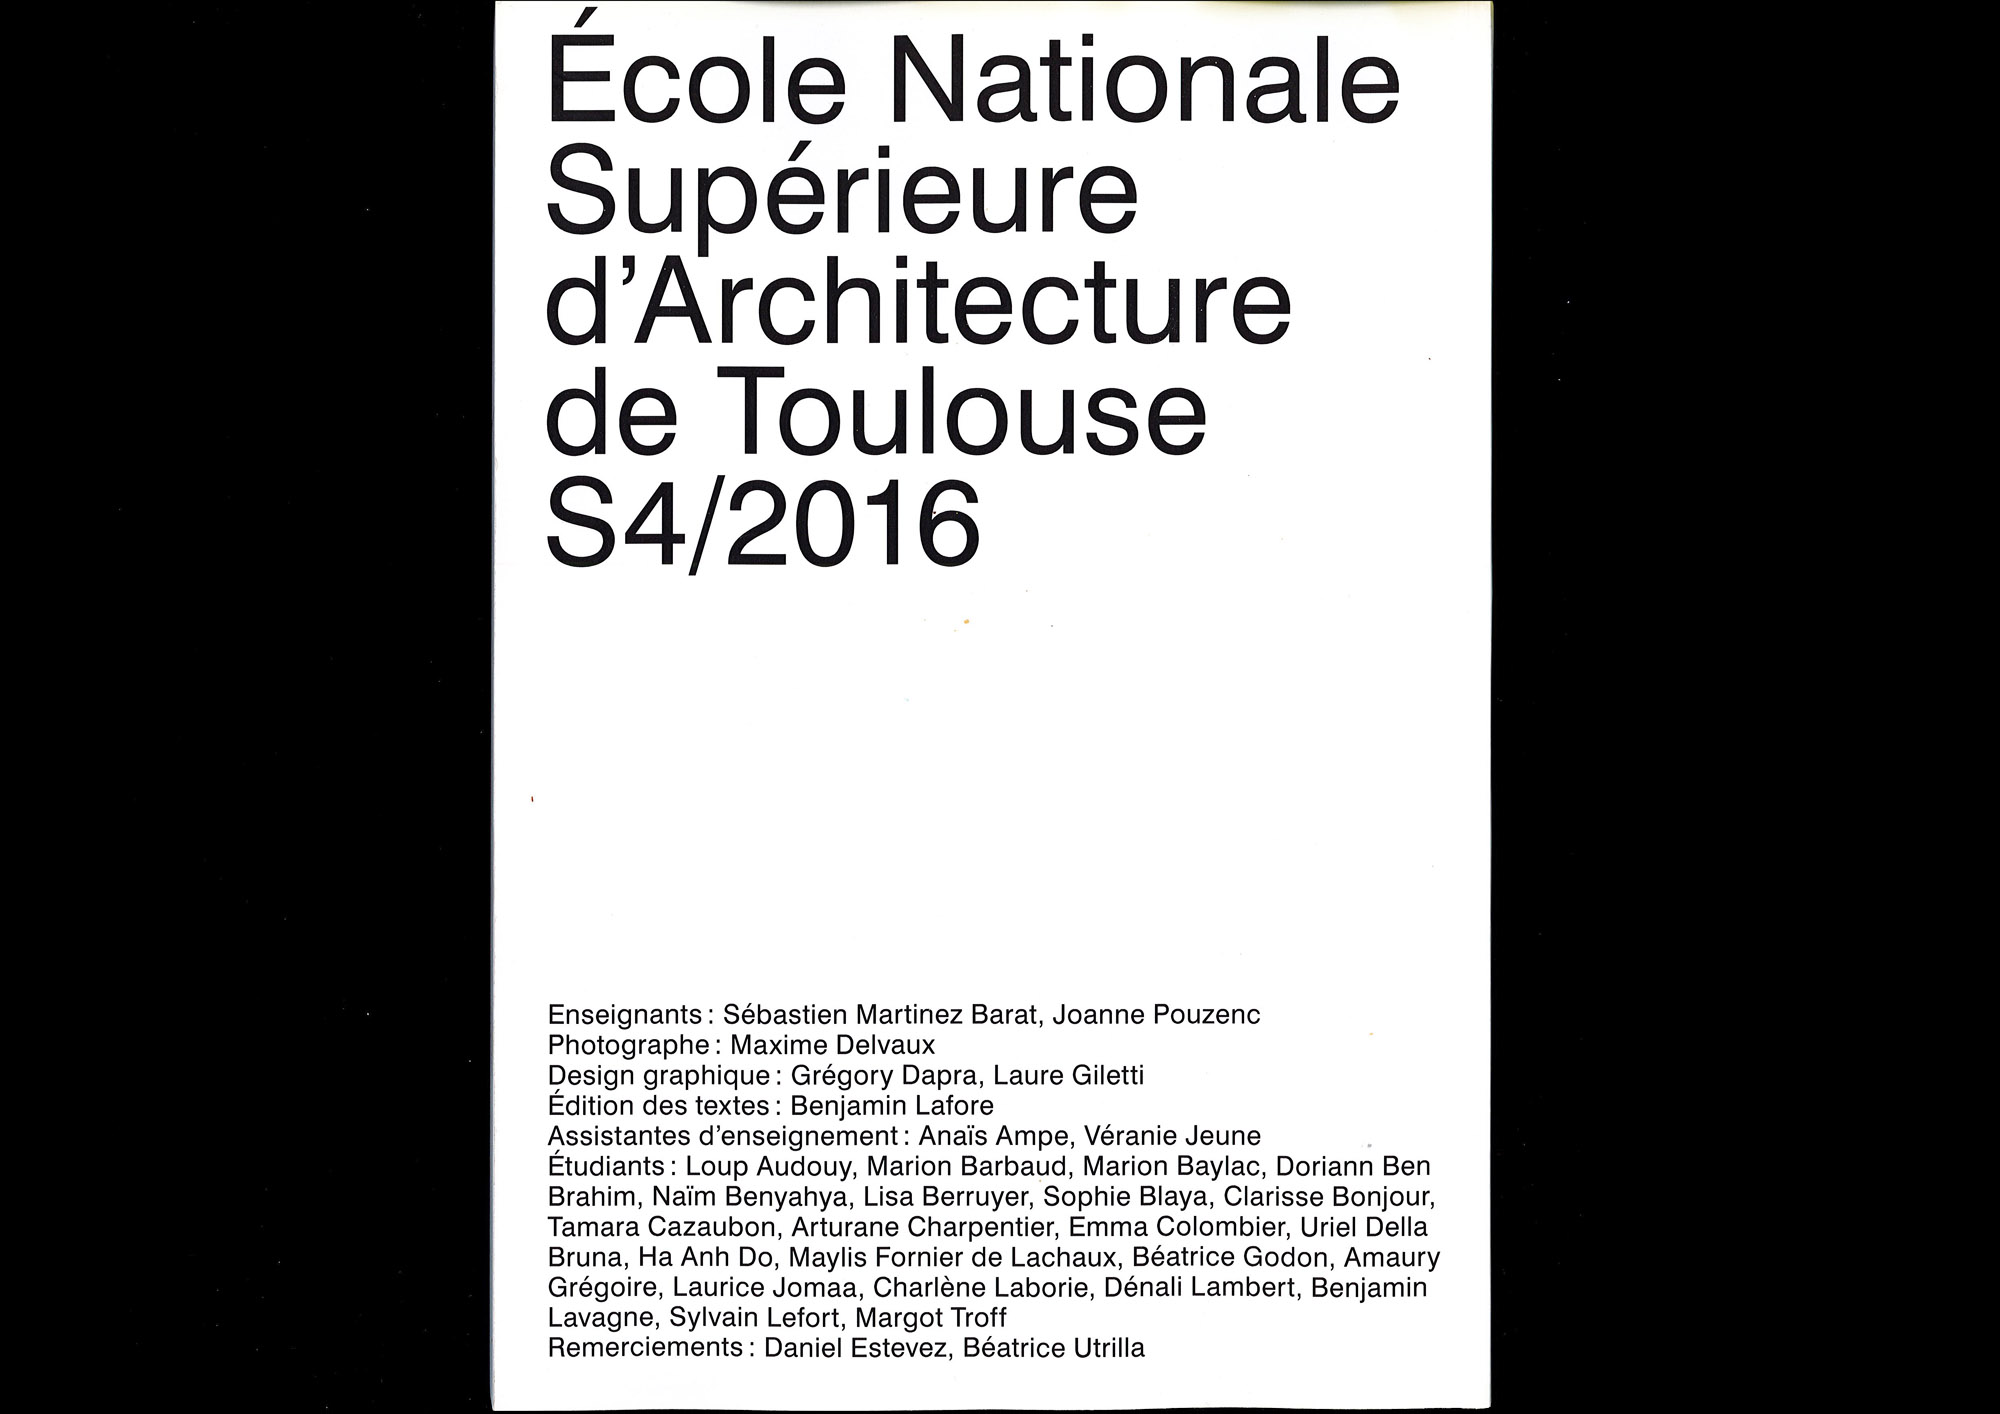 École Nationale
Supérieure
d’Architecture
de Toulouse
S4/2016
Enseignants : Sébastien Martinez Barat, Joanne Pouzenc
Photographe : Maxime Delvaux
Design graphique : Grégory Dapra, Laure Giletti
Édition des textes : Benjamin Lafore
Assistantes d’enseignement : Anaïs Ampe, Véranie Jeune
Étudiants : Loup Audouy, Marion Barbaud, Marion Baylac, Doriann Ben
Brahim, Naïm Benyahya, Lisa Berruyer, Sophie Blaya, Clarisse Bonjour,
Tamara Cazaubon, Arturane Charpentier, Emma Colombier, Uriel Della
Bruna, Ha Anh Do, Maylis Fornier de Lachaux, Béatrice Godon, Amaury
Grégoire, Laurice Jomaa, Charlène Laborie, Dénali Lambert, Benjamin
Lavagne, Sylvain Lefort, Margot Troff
Remerciements : Daniel Estevez, Béatrice Utrilla